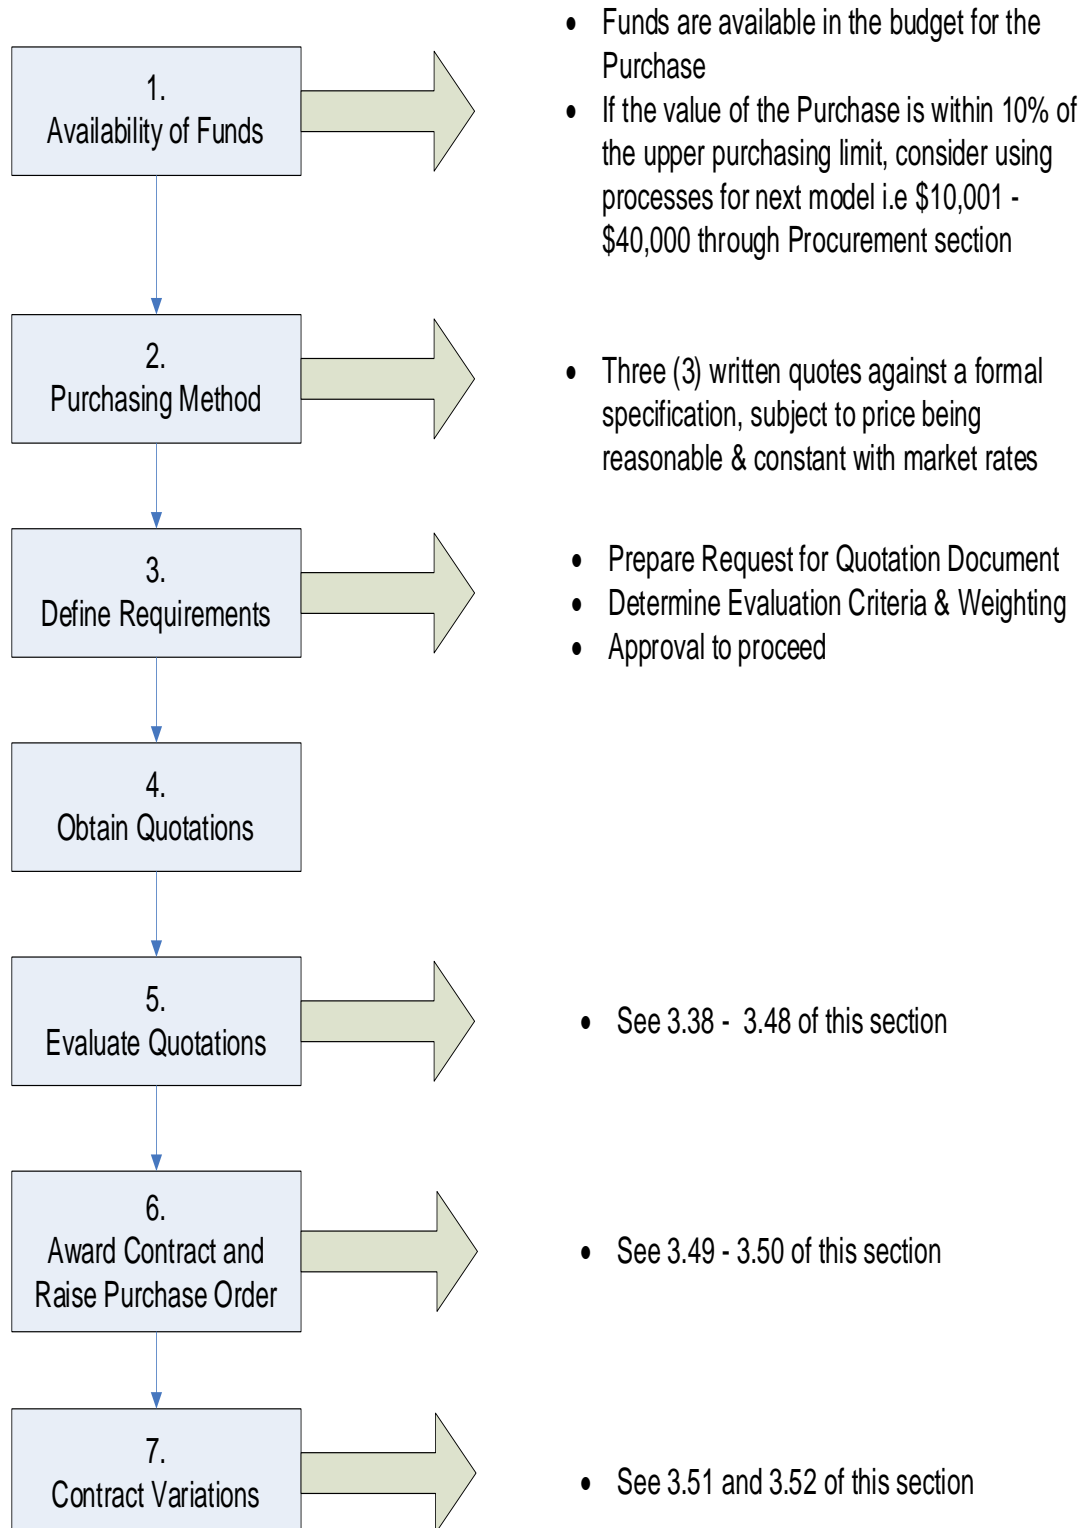 1.
Availability of Funds
• Funds are available in the budget for the
Purchase
• If the value of the Purchase is within 10% of
the upper purchasing limit, consider using
processes for next model i.e $10,001 -
$40,000 through Procurement section
2.
Purchasing Method
• Three (3) written quotes against a formal
specification, subject to price being
reasonable & constant with market rates
3.
Define Requirements
• Prepare Request for Quotation Document
• Determine Evaluation Criteria & Weighting
• Approval to proceed
4.
Obtain Quotations
5.
Evaluate Quotations
• See 3.38 - 3.48 of this section
6.
Award Contract and
Raise Purchase Order
• See 3.49 - 3.50 of this section
7.
Contract Variations
• See 3.51 and 3.52 of this section